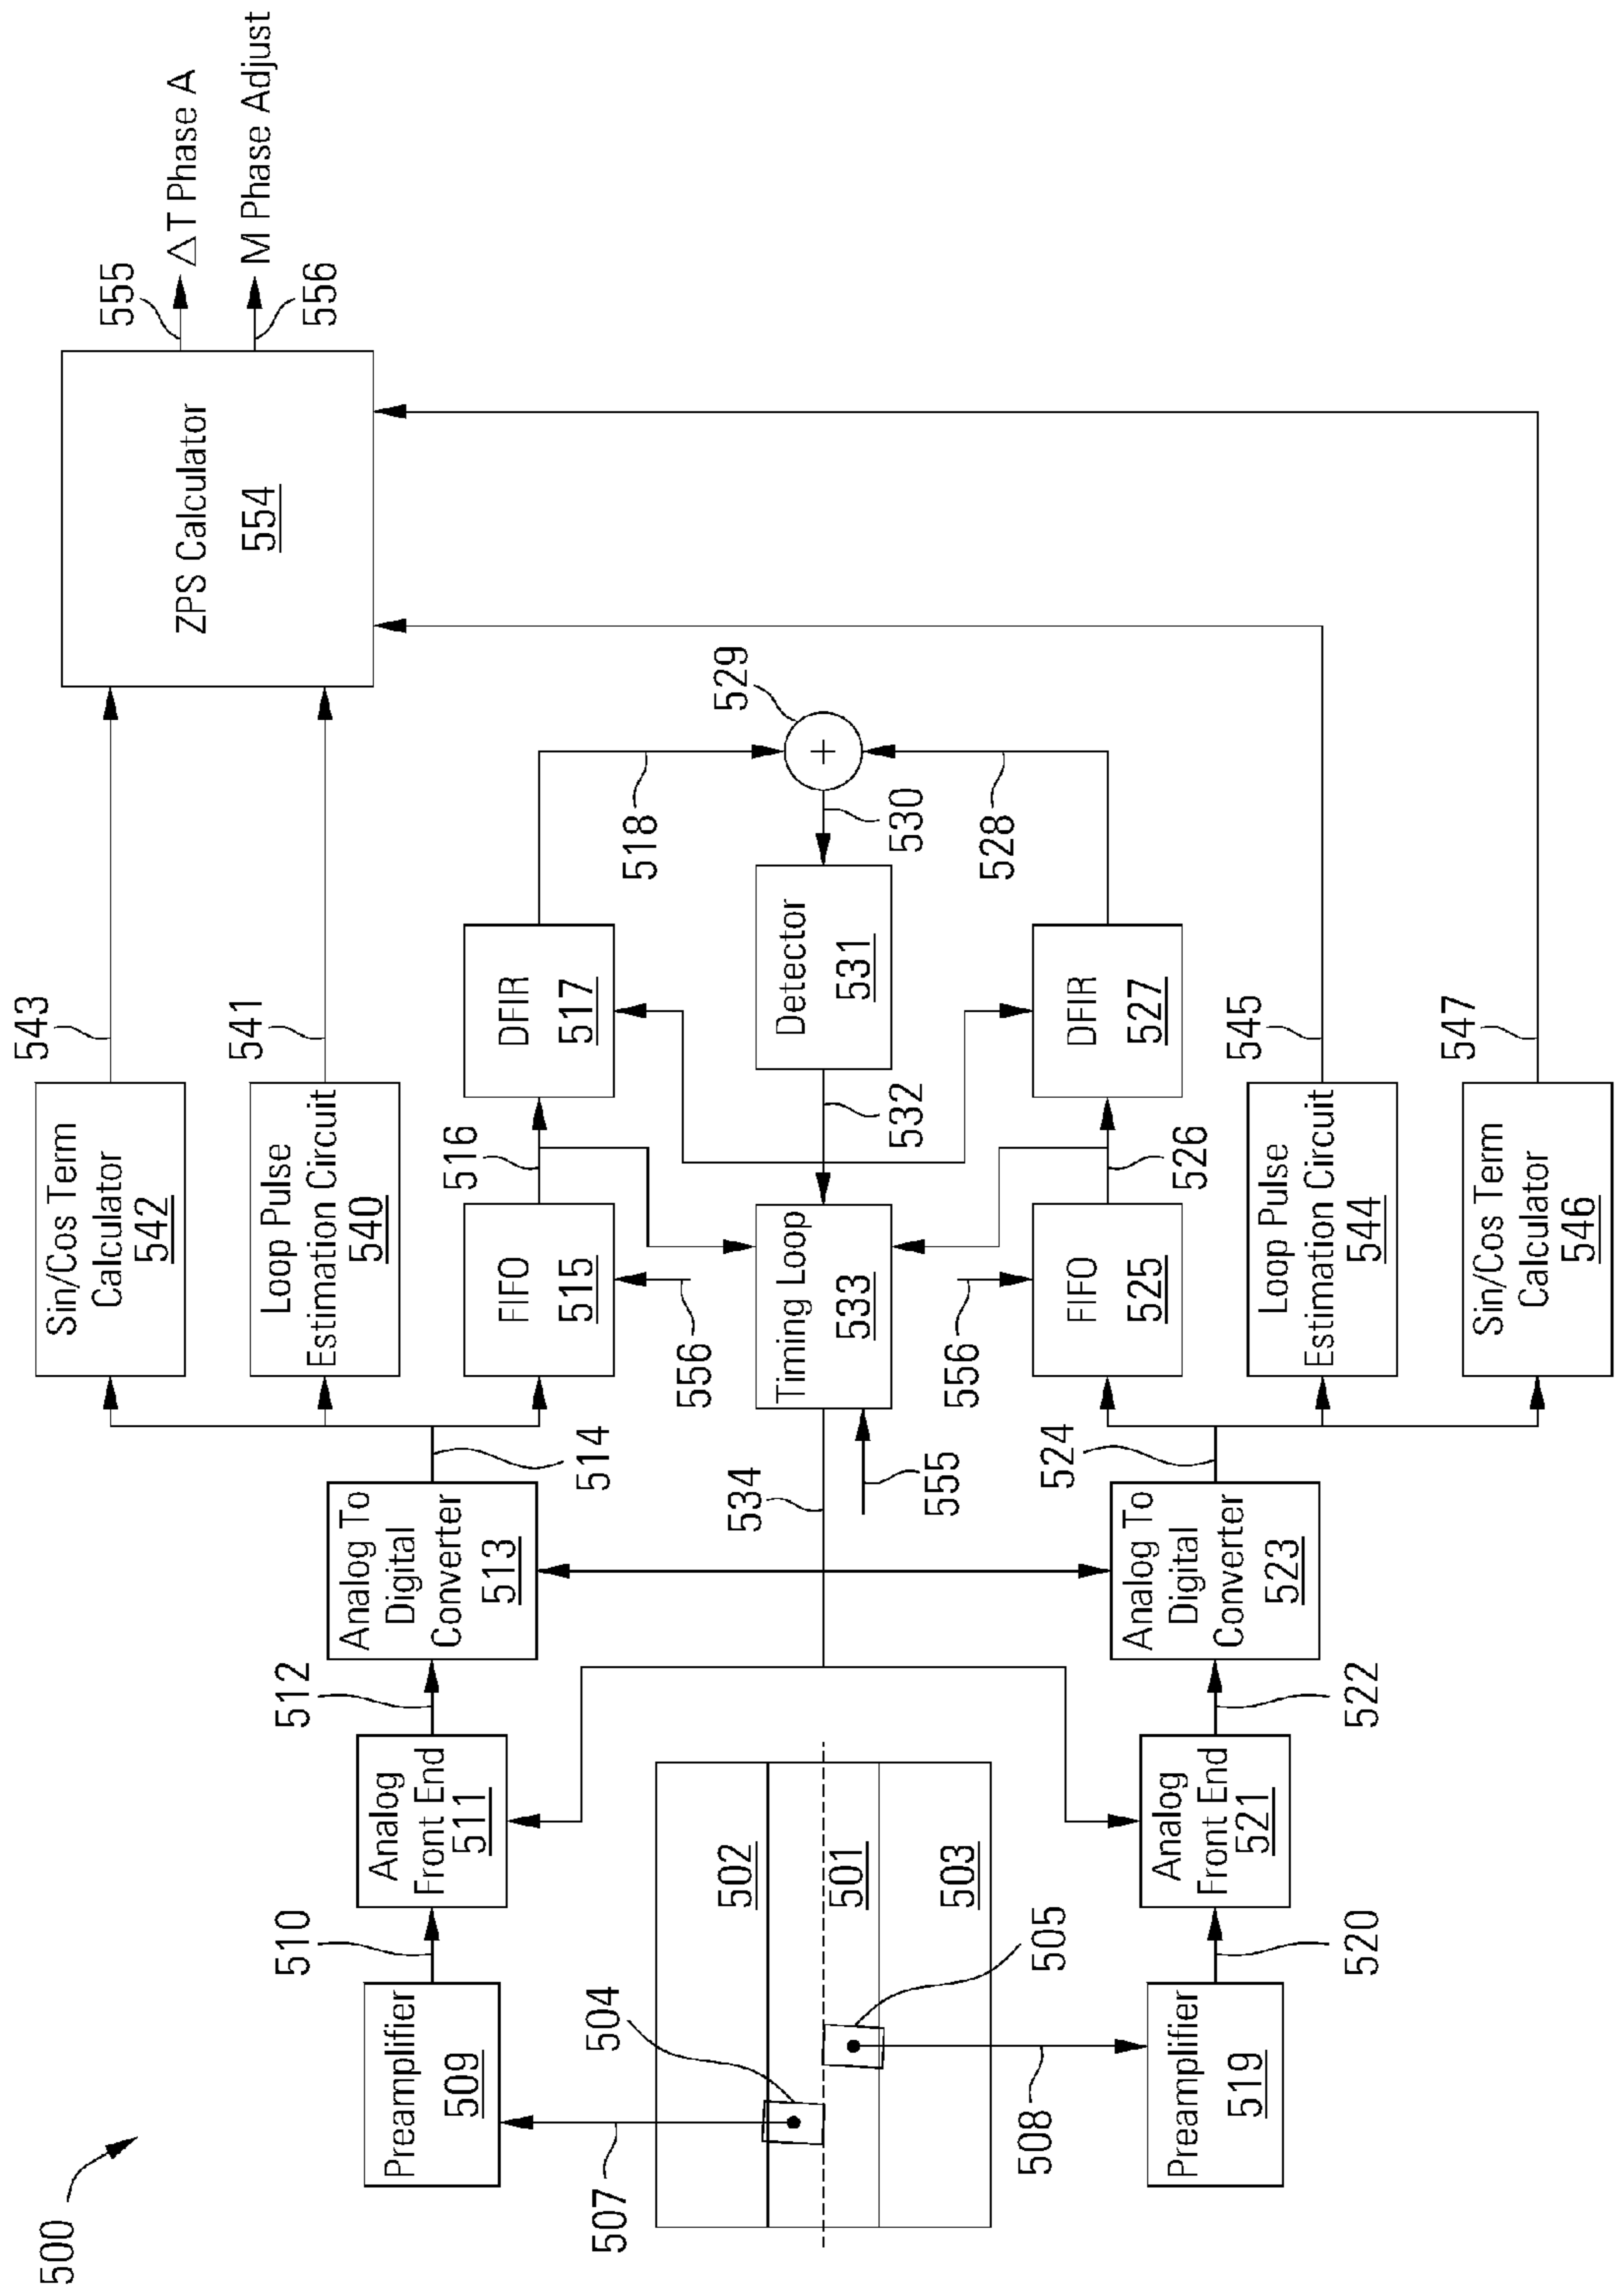 500
543
Sin/Cos Term
Calculator
542
541
Loop Pulse
Estimation Circuit
540
ZPS Calculator
554
555
ΔT Phase A
M Phase Adjust
556
510
Preamplifier
509
512
Analog
Front End
511
Analog To
Digital
Converter
513
514
516
FIFO
515
556
DFIR
517
518
529
+
530
504
507
502
501
503
505
508
534
555
Timing Loop
533
532
Detector
531
528
556
524
FIFO
525
526
DFIR
527
Preamplifier
519
520
Analog
Front End
521
522
Analog To
Digital
Converter
523
Loop Pulse
Estimation Circuit
544
545
Sin/Cos Term
Calculator
546
547